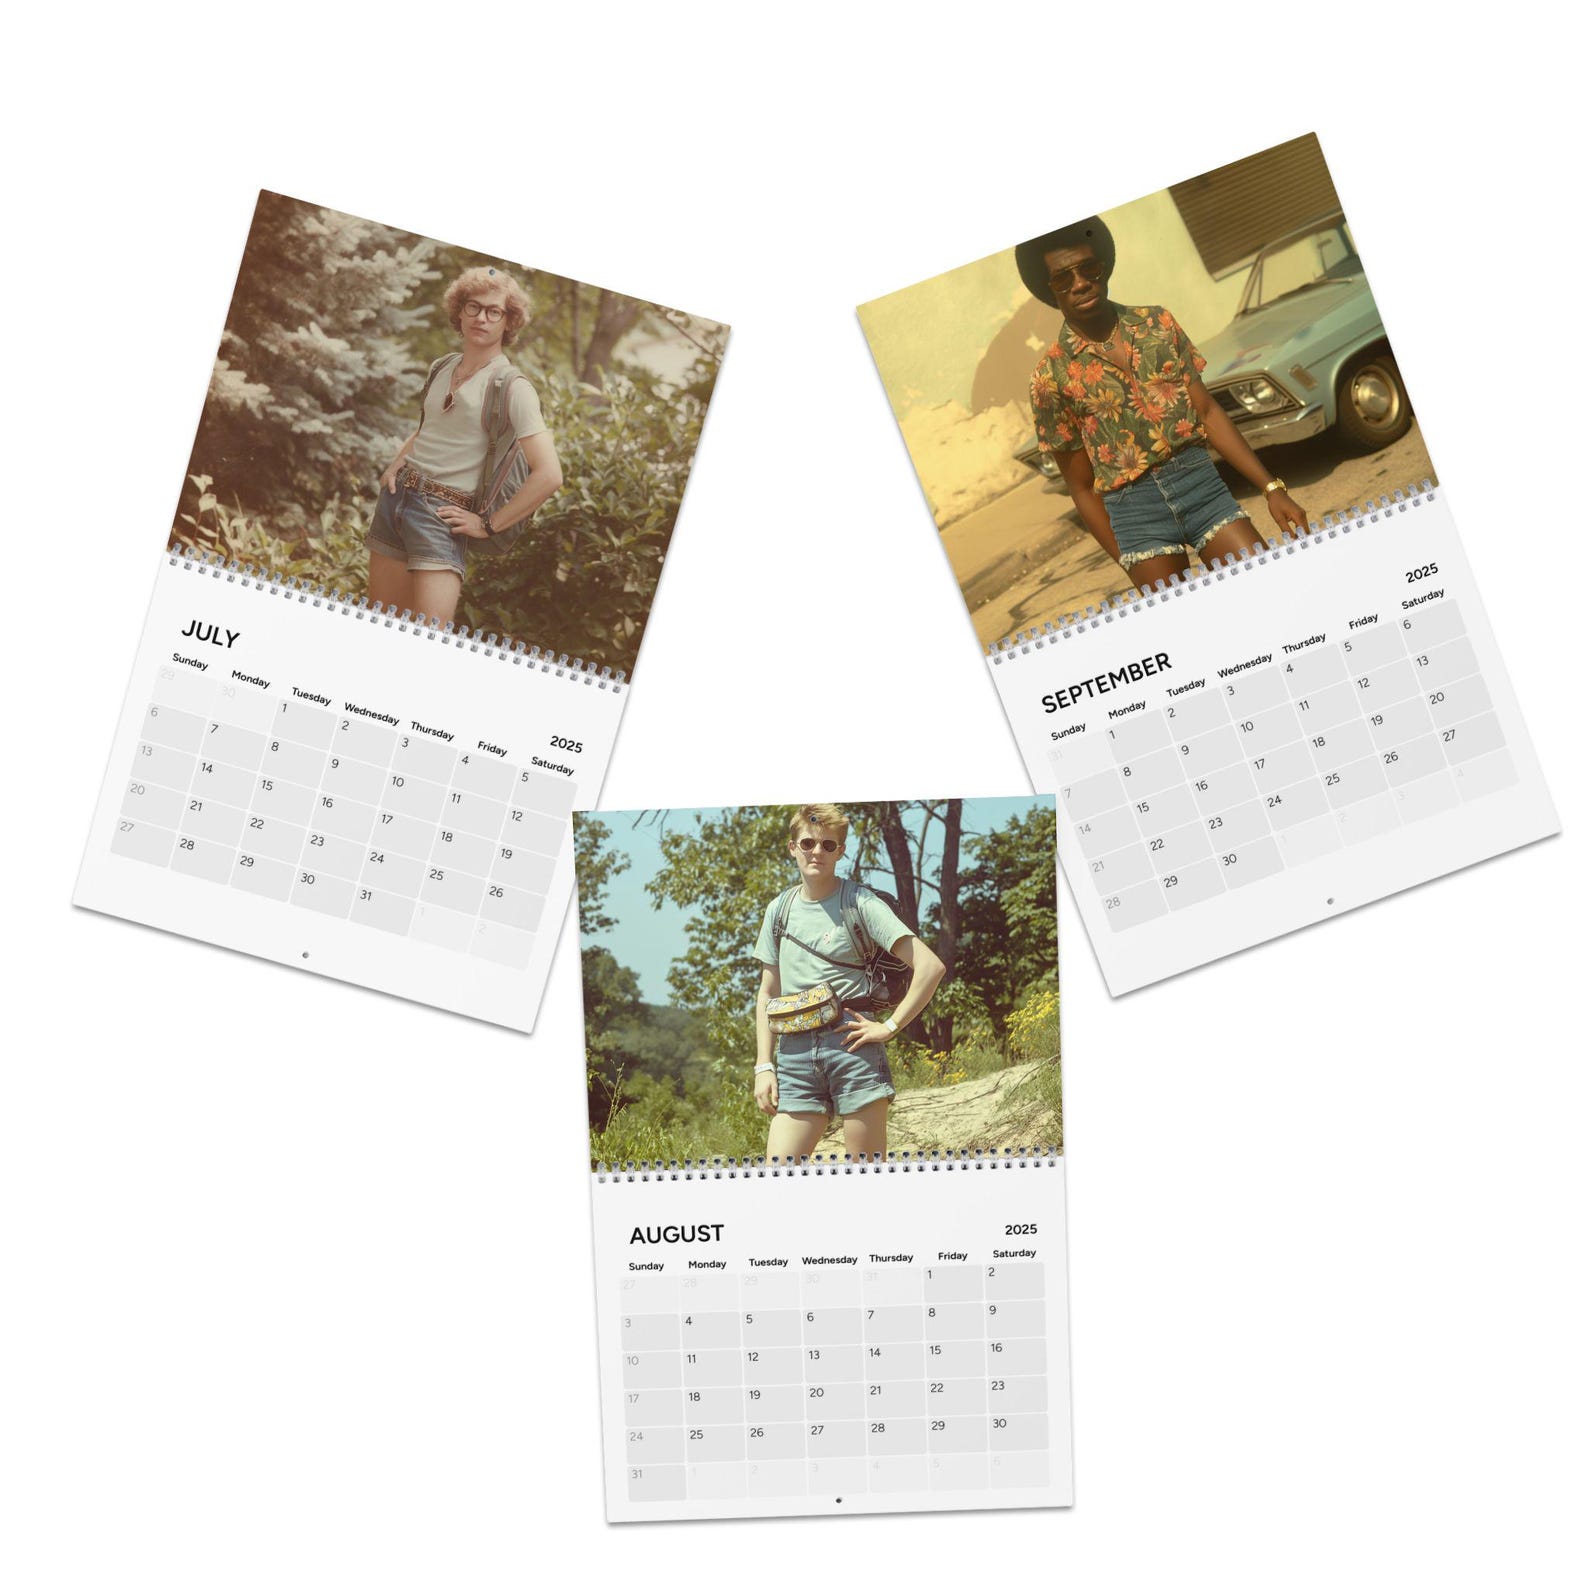 JULY
2025
Sunday Monday Tuesday Wednesday Thursday Friday Saturday
29 30 1 2 3 4 5
6 7 8 9 10 11 12
13 14 15 16 17 18 19
20 21 22 23 24 25 26
27 28 29 30 31 1 2
SEPTEMBER
2025
Sunday Monday Tuesday Wednesday Thursday Friday Saturday
31 1 2 3 4 5 6
7 8 9 10 11 12 13
14 15 16 17 18 19 20
21 22 23 24 25 26 27
28 29 30 1 2 3 4
AUGUST
2025
Sunday Monday Tuesday Wednesday Thursday Friday Saturday
27 28 29 30 31 1 2
3 4 5 6 7 8 9
10 11 12 13 14 15 16
17 18 19 20 21 22 23
24 25 26 27 28 29 30
31 1 2 3 4 5 6